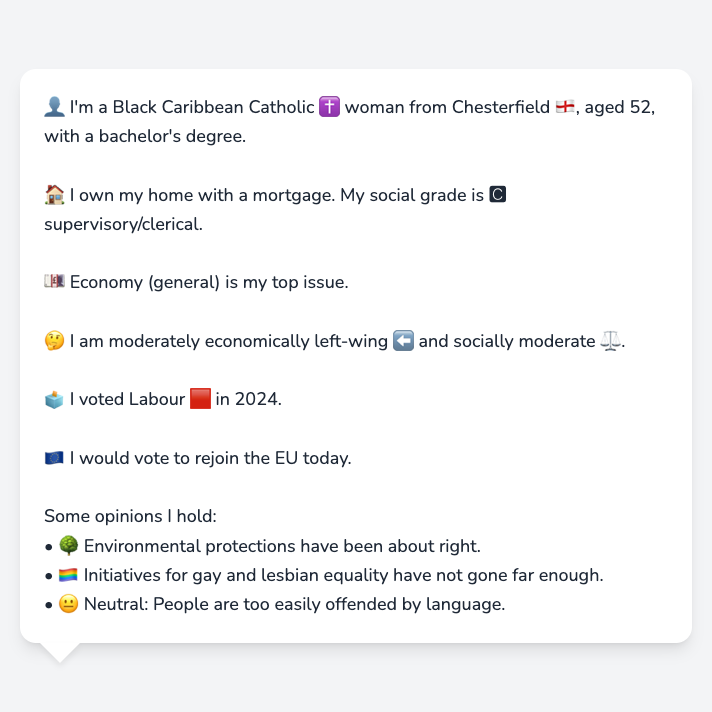 👤 I'm a Black Caribbean Catholic ✝️ woman from Chesterfield 🏴󠁧󠁢󠁥󠁮󠁧󠁿, aged 52,
with a bachelor's degree.
🏠 I own my home with a mortgage. My social grade is 🅲
supervisory/clerical.
💷 Economy (general) is my top issue.
🤔 I am moderately economically left-wing ⬅️ and socially moderate ⚖️.
🗳️ I voted Labour 🟥 in 2024.
🇪🇺 I would vote to rejoin the EU today.
Some opinions I hold:
• 🌳 Environmental protections have been about right.
• 🏳️‍🌈 Initiatives for gay and lesbian equality have not gone far enough.
• 😐 Neutral: People are too easily offended by language.